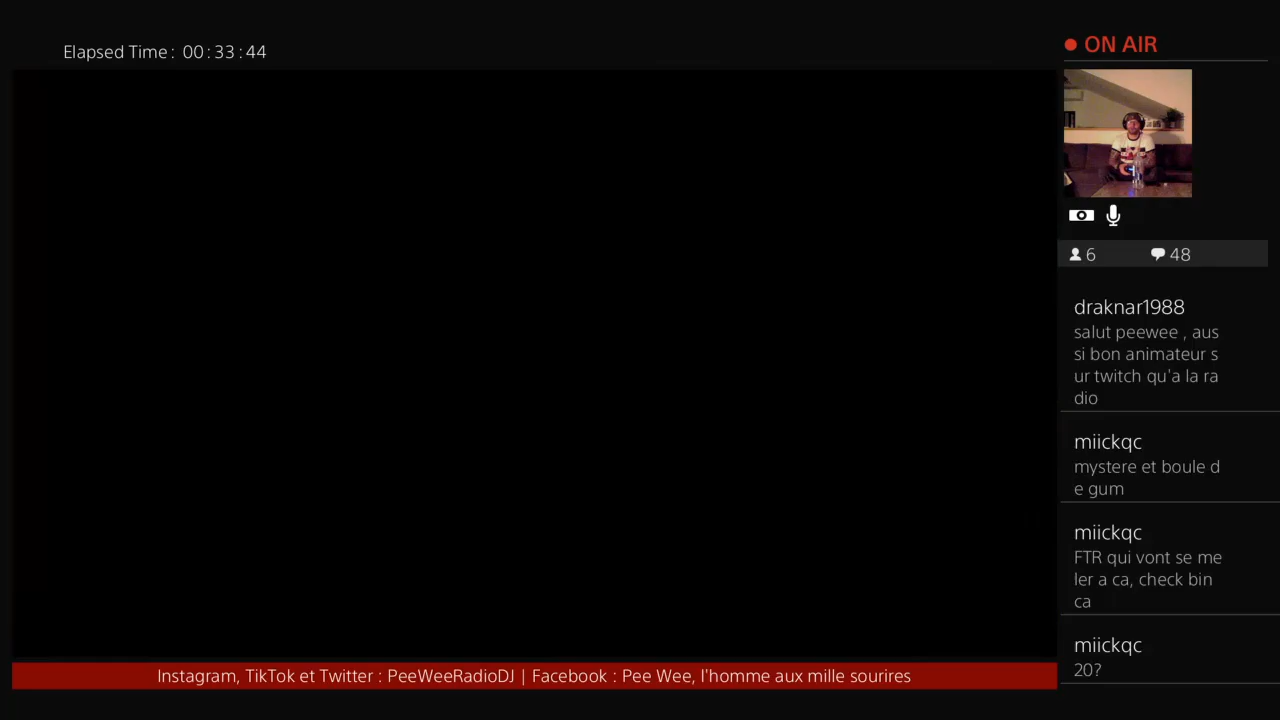 Elapsed Time: 00:33:44
ON AIR
6 48
draknar1988
salut peewee , aus
si bon animateur s
ur twitch qu'a la ra
dio
miickqc
mystere et boule d
e gum
miickqc
FTR qui vont se me
ler a ca, check bin
ca
miickqc
20?
Instagram, TikTok et Twitter : PeeWeeRadioDJ | Facebook : Pee Wee, l'homme aux mille sourires